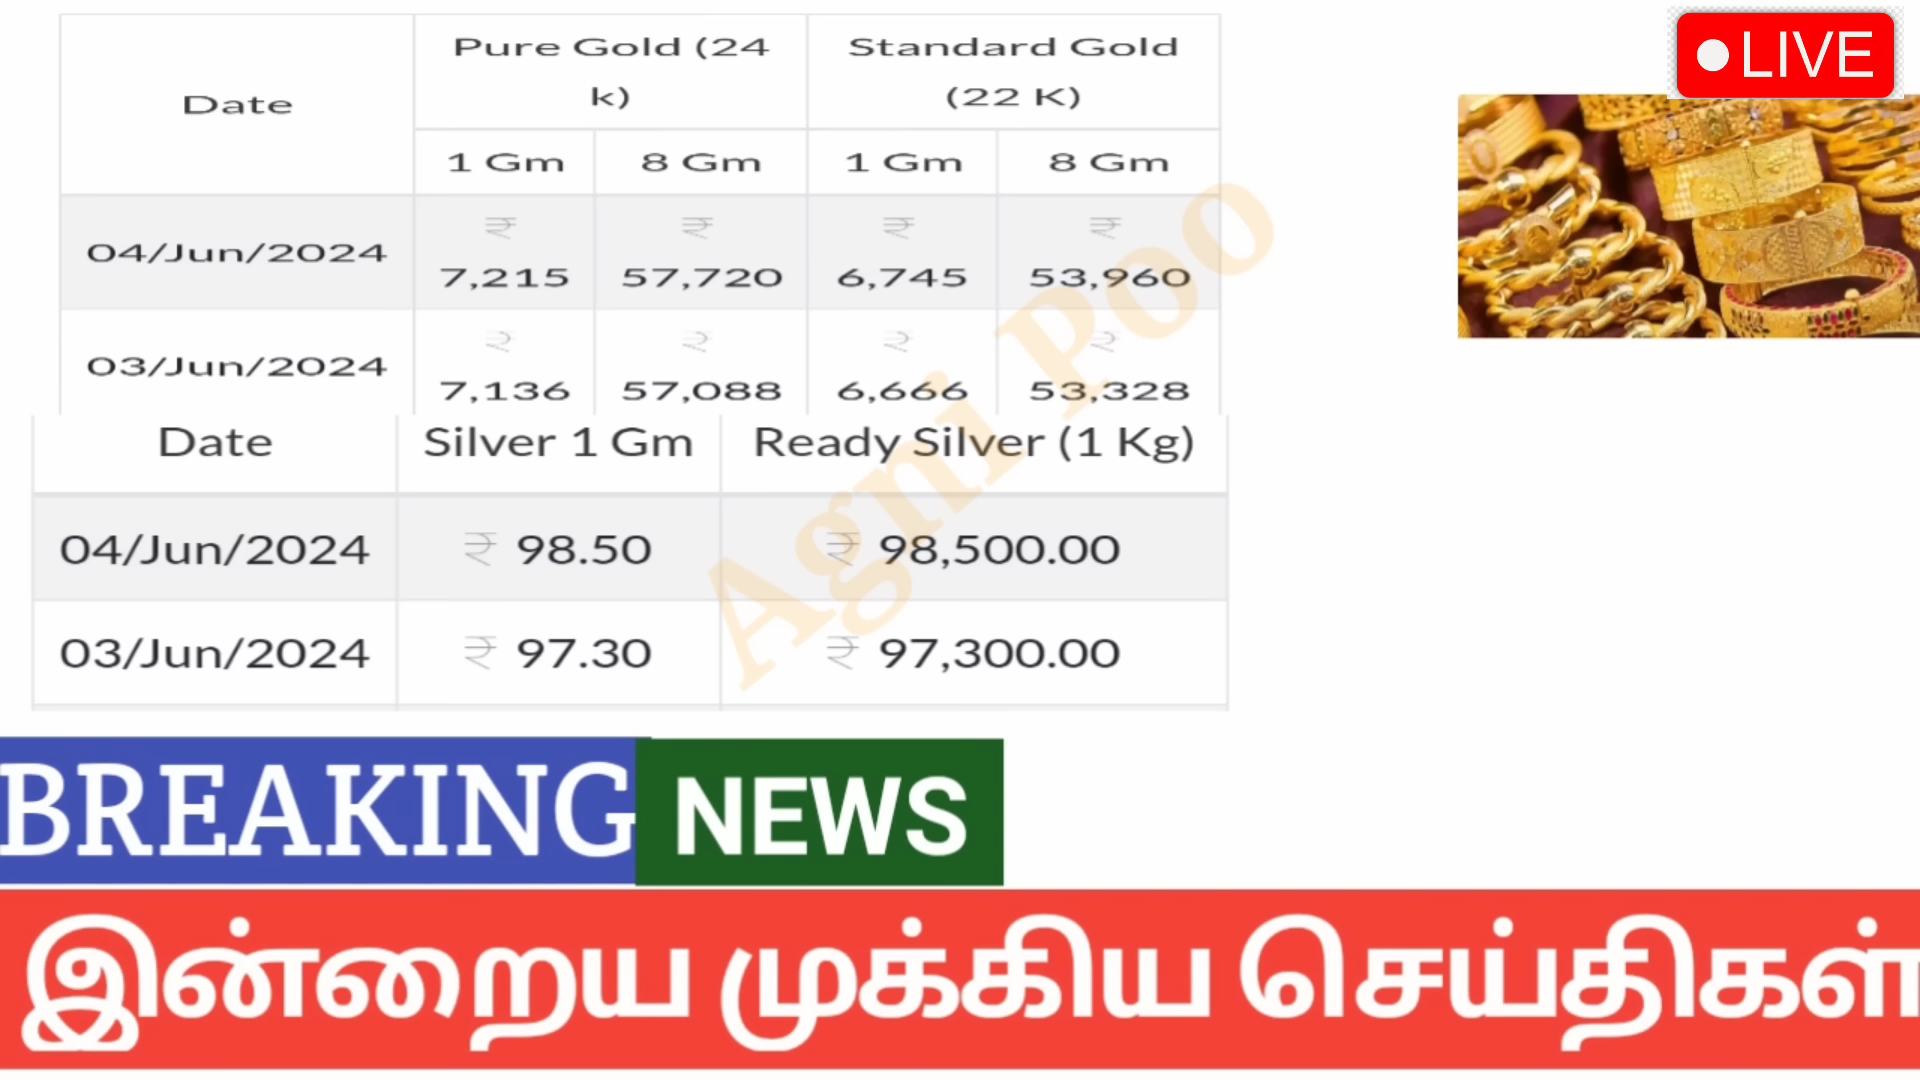 LIVE
Date
Pure Gold (24
k)
Standard Gold
(22 K)
1 Gm 8 Gm 1 Gm 8 Gm
04/Jun/2024 ₹ 7,215 ₹ 57,720 ₹ 6,745 ₹ 53,960
03/Jun/2024 ₹ 7,136 ₹ 57,088 ₹ 6,666 ₹ 53,328
Date Silver 1 Gm Ready Silver (1 Kg)
04/Jun/2024 ₹ 98.50 ₹ 98,500.00
03/Jun/2024 ₹ 97.30 ₹ 97,300.00
Agni Poo
BREAKING NEWS
இன்றைய முக்கிய செய்திகள்